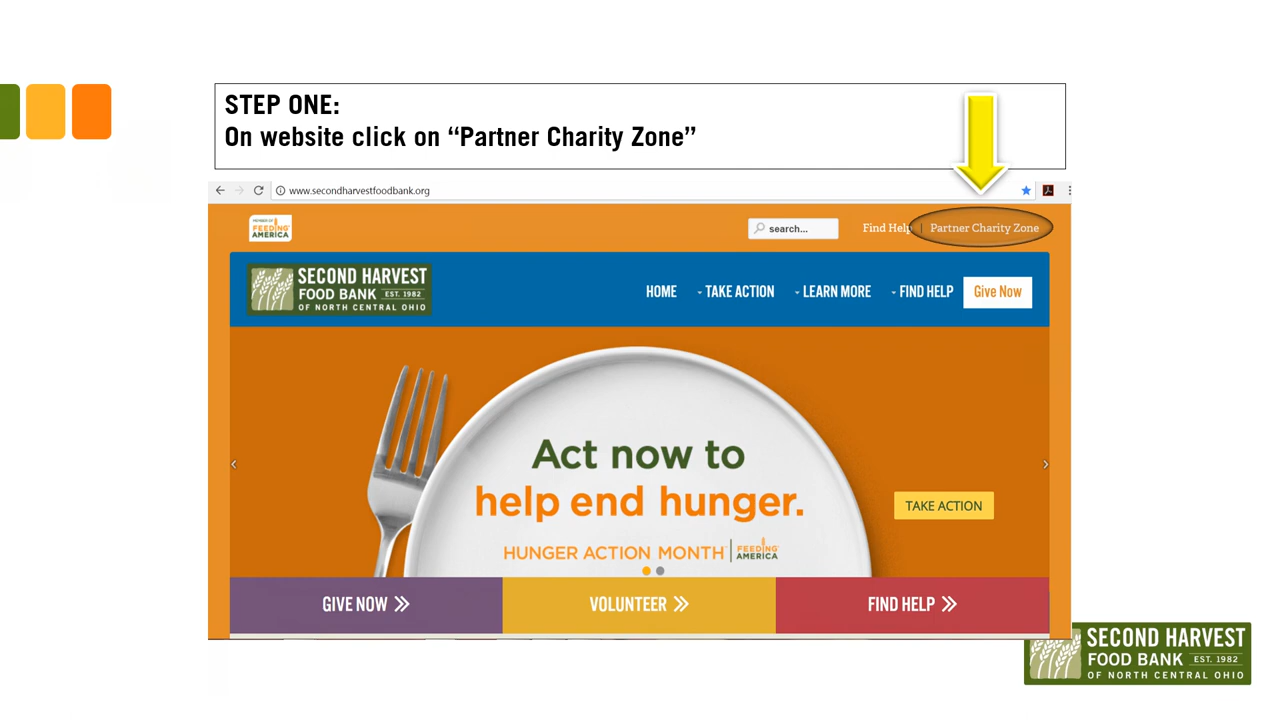 STEP ONE:
On website click on “Partner Charity Zone”
www.secondharvestfoodbank.org
MEMBER OF
FEEDING
AMERICA
search...
Find Help | Partner Charity Zone
SECOND HARVEST
FOOD BANK EST. 1982
OF NORTH CENTRAL OHIO
HOME TAKE ACTION LEARN MORE FIND HELP Give Now
Act now to
help end hunger.
TAKE ACTION
HUNGER ACTION MONTH | FEEDING AMERICA
GIVE NOW VOLUNTEER FIND HELP
SECOND HARVEST
FOOD BANK EST. 1982
OF NORTH CENTRAL OHIO